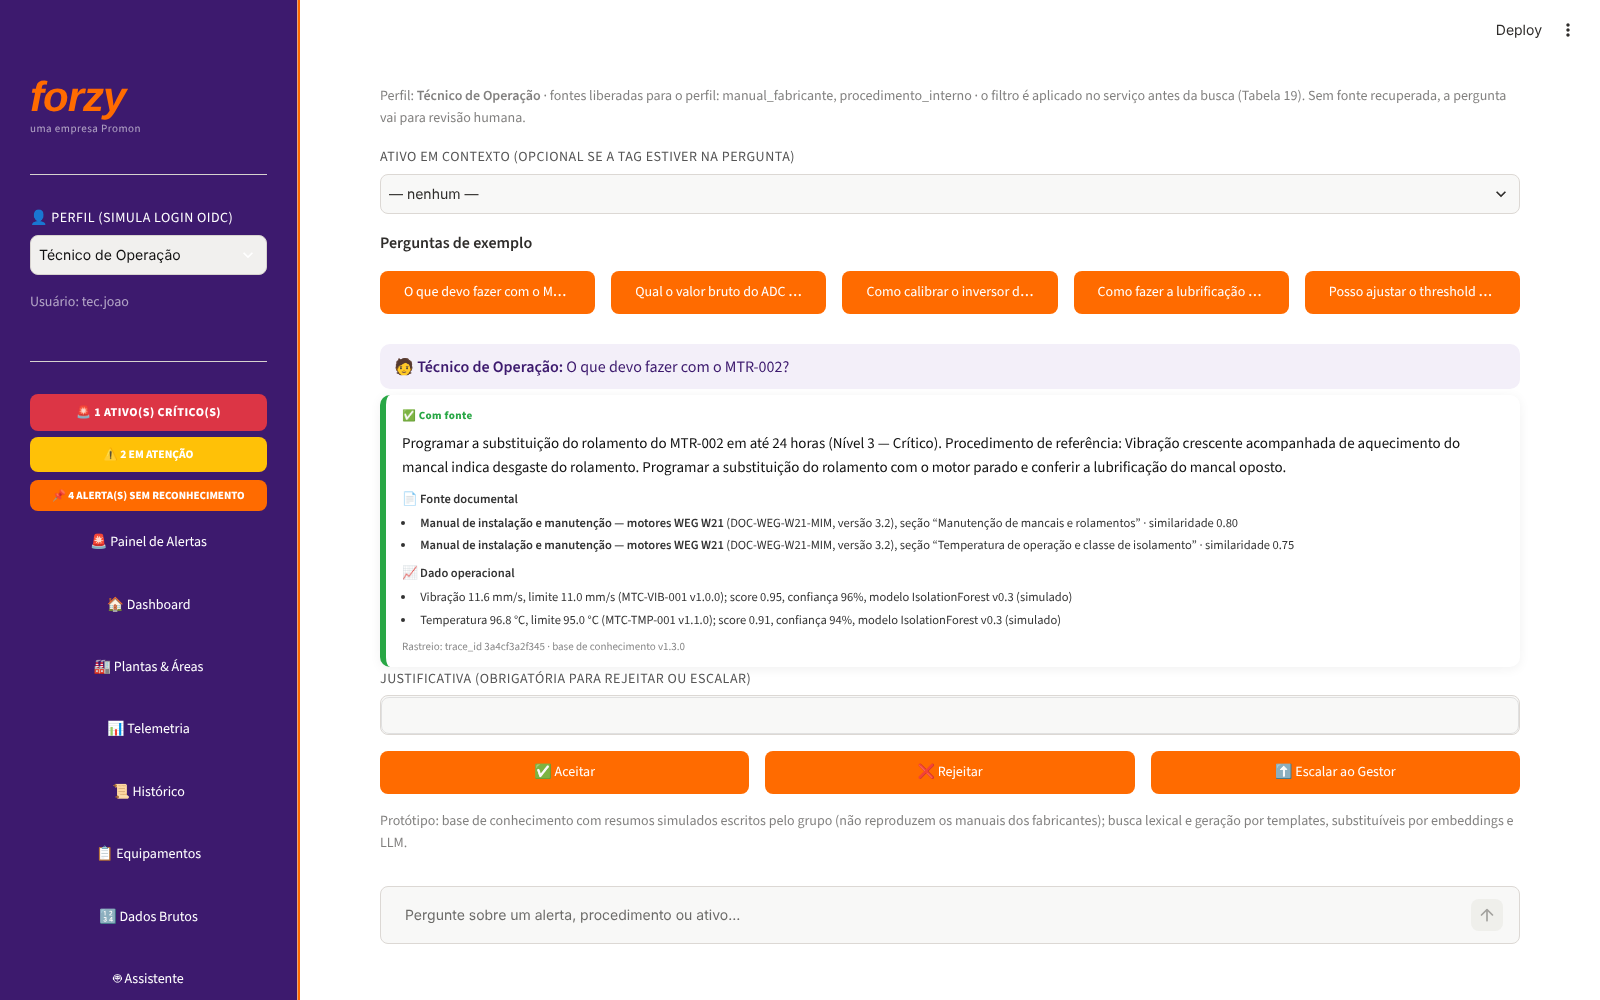 forzy
uma empresa Promon
PERFIL (SIMULA LOGIN OIDC)
Técnico de Operação
Usuário: tec.joao
1 ATIVO(S) CRÍTICO(S)
2 EM ATENÇÃO
4 ALERTA(S) SEM RECONHECIMENTO
Painel de Alertas
Dashboard
Plantas & Áreas
Telemetria
Histórico
Equipamentos
Dados Brutos
Assistente
Deploy
Perfil: Técnico de Operação · fontes liberadas para o perfil: manual_fabricante, procedimento_interno · o filtro é aplicado no serviço antes da busca (Tabela 19). Sem fonte recuperada, a pergunta
vai para revisão humana.
ATIVO EM CONTEXTO (OPCIONAL SE A TAG ESTIVER NA PERGUNTA)
— nenhum —
Perguntas de exemplo
O que devo fazer com o M...
Qual o valor bruto do ADC ...
Como calibrar o inversor d...
Como fazer a lubrificação ...
Posso ajustar o threshold ...
Técnico de Operação: O que devo fazer com o MTR-002?
Com fonte
Programar a substituição do rolamento do MTR-002 em até 24 horas (Nível 3 — Crítico). Procedimento de referência: Vibração crescente acompanhada de aquecimento do
mancal indica desgaste do rolamento. Programar a substituição do rolamento com o motor parado e conferir a lubrificação do mancal oposto.
Fonte documental
Manual de instalação e manutenção — motores WEG W21 (DOC-WEG-W21-MIM, versão 3.2), seção “Manutenção de mancais e rolamentos” · similaridade 0.80
Manual de instalação e manutenção — motores WEG W21 (DOC-WEG-W21-MIM, versão 3.2), seção “Temperatura de operação e classe de isolamento” · similaridade 0.75
Dado operacional
Vibração 11.6 mm/s, limite 11.0 mm/s (MTC-VIB-001 v1.0.0); score 0.95, confiança 96%, modelo IsolationForest v0.3 (simulado)
Temperatura 96.8 °C, limite 95.0 °C (MTC-TMP-001 v1.1.0); score 0.91, confiança 94%, modelo IsolationForest v0.3 (simulado)
Rastreio: trace_id 3a4cf3a2f345 · base de conhecimento v1.3.0
JUSTIFICATIVA (OBRIGATÓRIA PARA REJEITAR OU ESCALAR)
Aceitar
Rejeitar
Escalar ao Gestor
Protótipo: base de conhecimento com resumos simulados escritos pelo grupo (não reproduzem os manuais dos fabricantes); busca lexical e geração por templates, substituíveis por embeddings e
LLM.
Pergunte sobre um alerta, procedimento ou ativo...